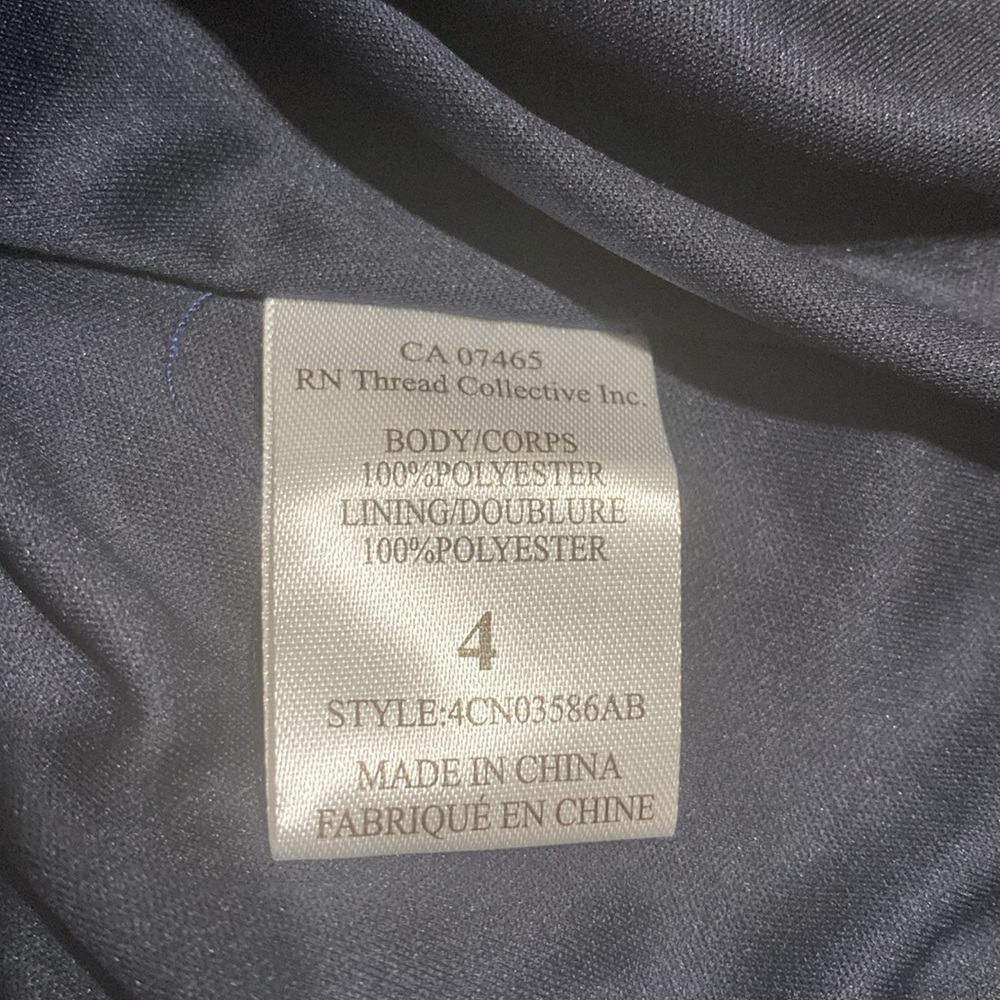 CA 07465
RN Thread Collective Inc.
BODY/CORPS
100%POLYESTER
LINING/DOUBLURE
100%POLYESTER
4
STYLE:4CN03586AB
MADE IN CHINA
FABRIQUÉ EN CHINE